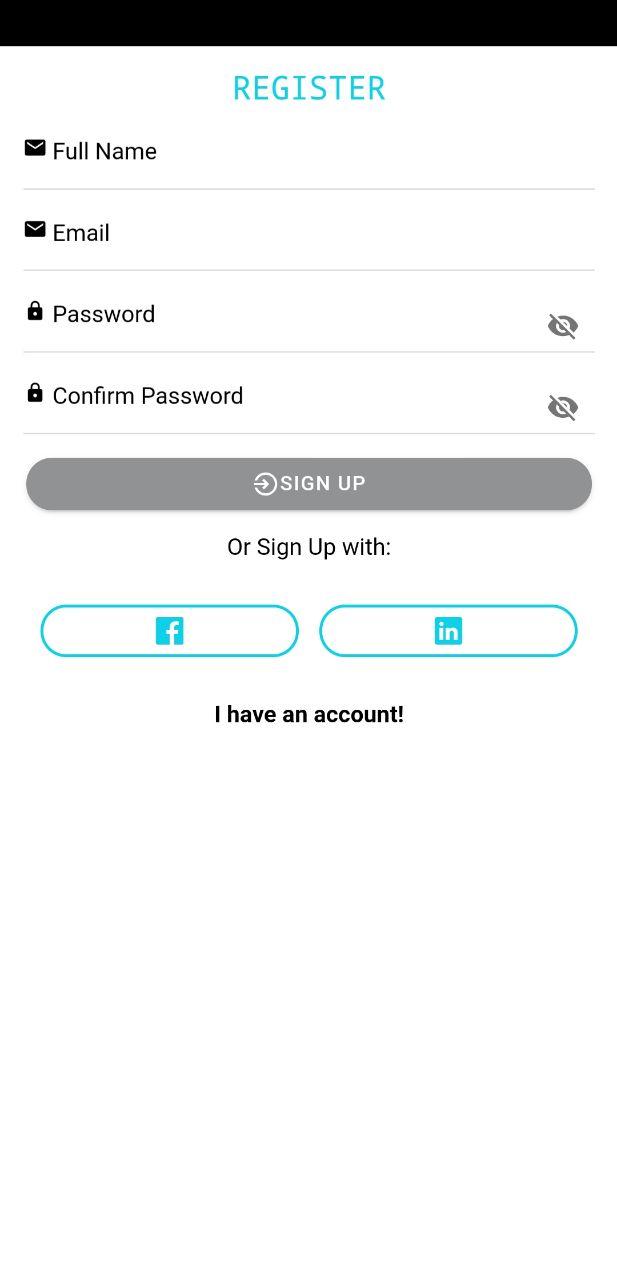 REGISTER
Full Name
Email
Password
Confirm Password
SIGN UP
Or Sign Up with:
I have an account!